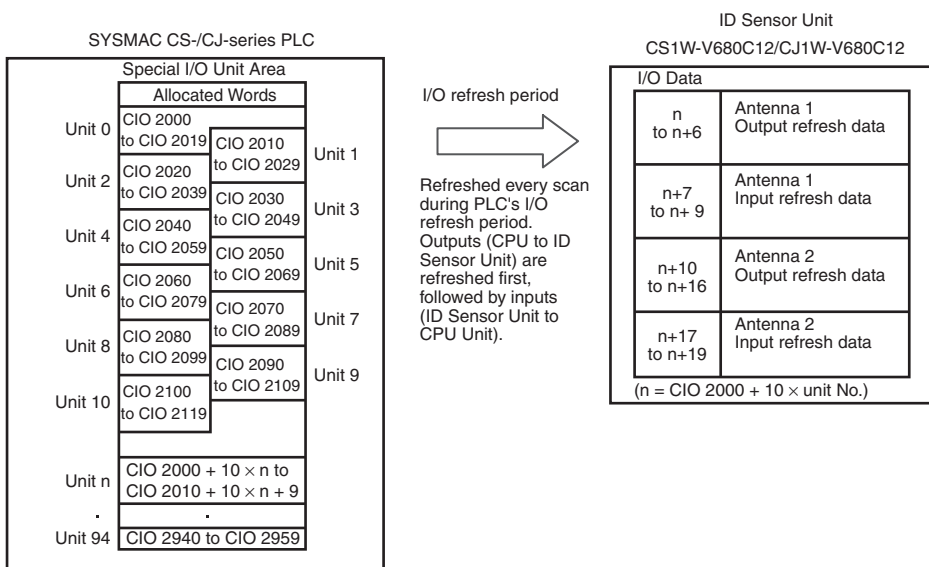 SYSMAC CS-/CJ-series PLC
Special I/O Unit Area
Allocated Words
Unit 0
CIO 2000
to CIO 2019
CIO 2010
to CIO 2029
Unit 1
Unit 2
CIO 2020
to CIO 2039
CIO 2030
to CIO 2049
Unit 3
Unit 4
CIO 2040
to CIO 2059
CIO 2050
to CIO 2069
Unit 5
Unit 6
CIO 2060
to CIO 2079
CIO 2070
to CIO 2089
Unit 7
Unit 8
CIO 2080
to CIO 2099
CIO 2090
to CIO 2109
Unit 9
Unit 10
CIO 2100
to CIO 2119
Unit n
CIO 2000 + 10 × n to
CIO 2010 + 10 × n + 9
. .
Unit 94
CIO 2940 to CIO 2959
I/O refresh period
Refreshed every scan
during PLC's I/O
refresh period.
Outputs (CPU to ID
Sensor Unit) are
refreshed first,
followed by inputs
(ID Sensor Unit to
CPU Unit).
ID Sensor Unit
CS1W-V680C12/CJ1W-V680C12
I/O Data
n
to n+6
Antenna 1
Output refresh data
n+7
to n+ 9
Antenna 1
Input refresh data
n+10
to n+16
Antenna 2
Output refresh data
n+17
to n+19
Antenna 2
Input refresh data
(n = CIO 2000 + 10 × unit No.)